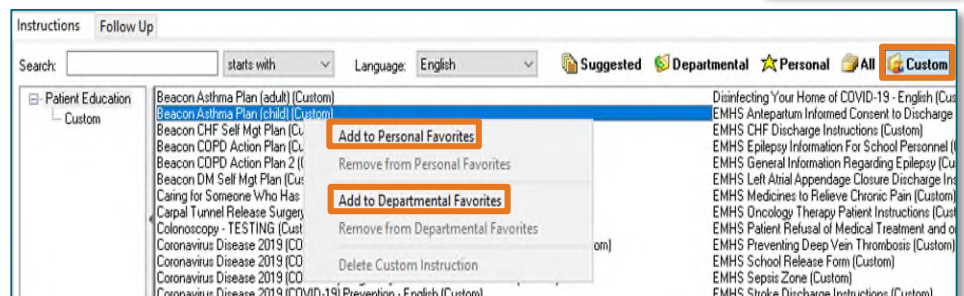 Instructions Follow Up
Search: starts with Language: English Suggested Departmental Personal All Custom
Patient Education
Custom
Beacon Asthma Plan (adult) (Custom)
Beacon Asthma Plan (child) (Custom)
Beacon CHF Self Mgt Plan (Cu
Beacon COPD Action Plan (Cu
Beacon COPD Action Plan 2 (
Beacon DM Self Mgt Plan (Cus
Caring for Someone Who Has
Carpal Tunnel Release Surgery
Colonoscopy - TESTING (Cust
Coronavirus Disease 2019 (CO om)
Coronavirus Disease 2019 (CO
Coronavirus Disease 2019 (CO
Coronavirus Disease 2019 (COVID-19) Prevention - English (Custom)
Add to Personal Favorites
Remove from Personal Favorites
Add to Departmental Favorites
Remove from Departmental Favorites
Delete Custom Instruction
Disinfecting Your Home of COVID-19 - English (Cus
EMHS Antepartum Informed Consent to Discharge
EMHS CHF Discharge Instructions (Custom)
EMHS Epilepsy Information For School Personnel (
EMHS General Information Regarding Epilepsy (Cu
EMHS Left Atrial Appendage Closure Discharge Ins
EMHS Medicines to Relieve Chronic Pain (Custom)
EMHS Oncology Therapy Patient Instructions (Cust
EMHS Patient Refusal of Medical Treatment and o
EMHS Preventing Deep Vein Thrombosis (Custom)
EMHS School Release Form (Custom)
EMHS Sepsis Zone (Custom)
EMHS Stroke Discharge Instructions (Custom)